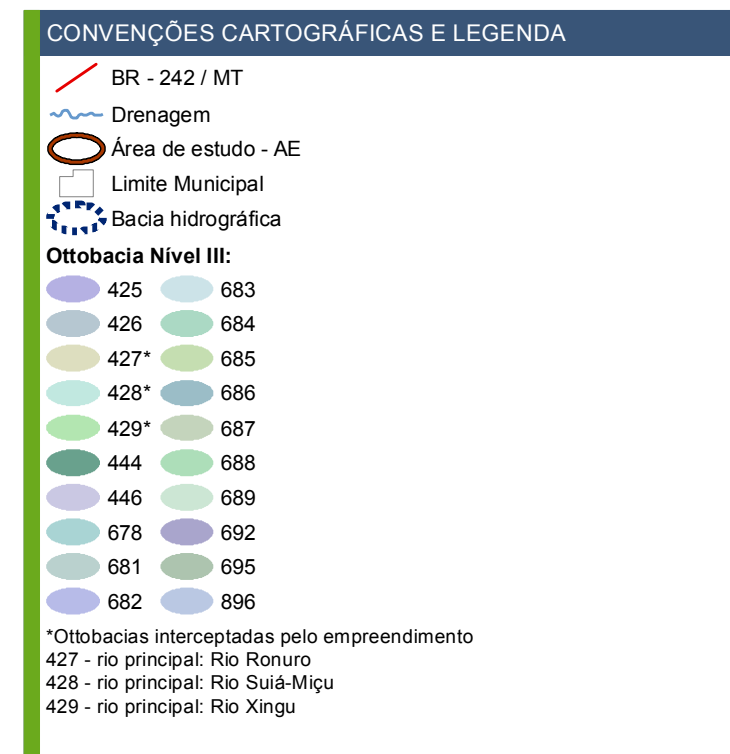 CONVENÇÕES CARTOGRÁFICAS E LEGENDA
BR - 242 / MT
Drenagem
Área de estudo - AE
Limite Municipal
Bacia hidrográfica
Ottobacia Nível III:
425 683
426 684
427* 685
428* 686
429* 687
444 688
446 689
678 692
681 695
682 896
*Ottobacias interceptadas pelo empreendimento
427 - rio principal: Rio Ronuro
428 - rio principal: Rio Suiá-Miçu
429 - rio principal: Rio Xingu